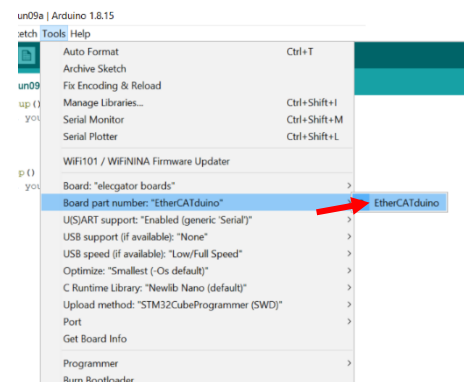 un09a | Arduino 1.8.15
etch Tools Help
Auto Format Ctrl+T
Archive Sketch
un09 Fix Encoding & Reload
up() Manage Libraries... Ctrl+Shift+I
you Serial Monitor Ctrl+Shift+M
Serial Plotter Ctrl+Shift+L
WiFi101 / WiFiNINA Firmware Updater
p()
you Board: "elecgator boards"
Board part number: "EtherCATduino" EtherCATduino
U(S)ART support: "Enabled (generic 'Serial')"
USB support (if available): "None"
USB speed (if available): "Low/Full Speed"
Optimize: "Smallest (-Os default)"
C Runtime Library: "Newlib Nano (default)"
Upload method: "STM32CubeProgrammer (SWD)"
Port
Get Board Info
Programmer
Burn Bootloader